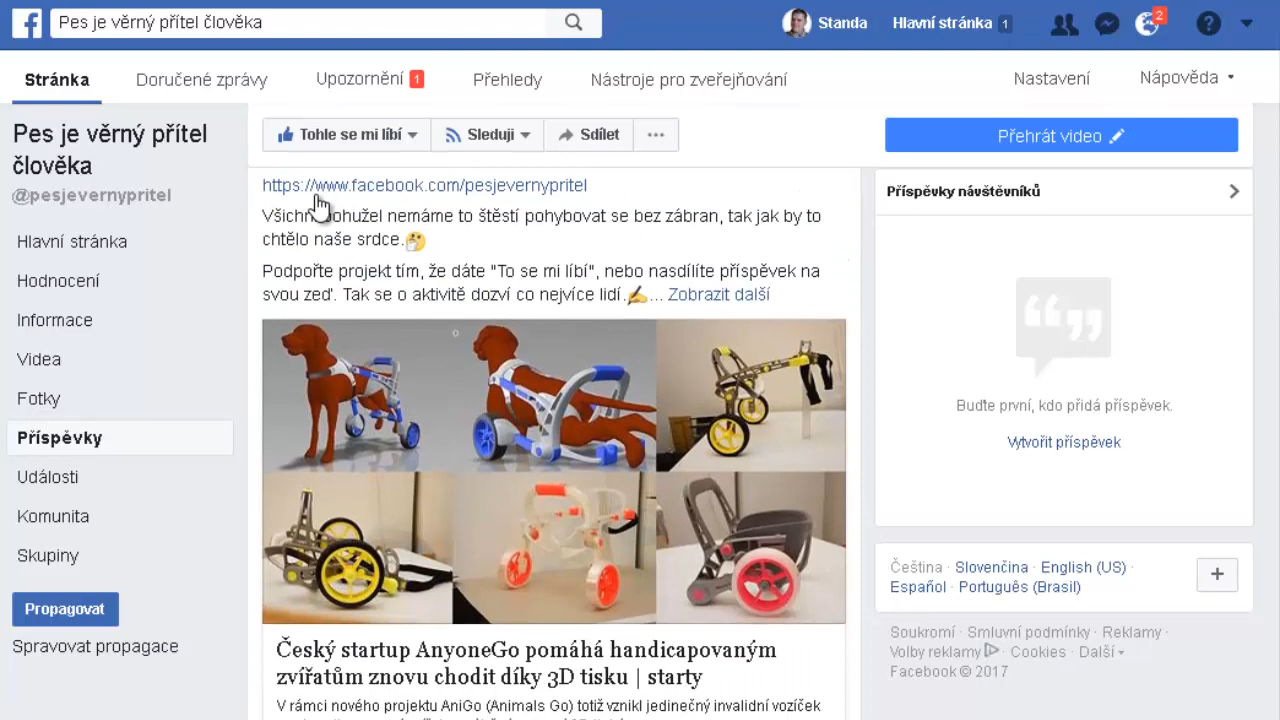 Pes je věrný přítel člověka
Standa
Hlavní stránka 1
2
Stránka
Doručené zprávy
Upozornění 1
Přehledy
Nástroje pro zveřejňování
Nastavení
Nápověda
Pes je věrný přítel
člověka
@pesjevernypritel
Hlavní stránka
Hodnocení
Informace
Videa
Fotky
Příspěvky
Události
Komunita
Skupiny
Propagovat
Spravovat propagace
Tohle se mi líbí
Sleduji
Sdílet
Přehrát video
https://www.facebook.com/pesjevernypritel
bohužel nemáme to štěstí pohybovat se bez zábran, tak jak by to
chtělo naše srdce.🤔
Podpořte projekt tím, že dáte "To se mi líbí", nebo nasdílíte příspěvek na
svou zeď. Tak se o aktivitě dozví co nejvíce lidí.✍... Zobrazit další
Český startup AnyoneGo pomáhá handicapovaným
zvířatům znovu chodit díky 3D tisku | starty
V rámci nového projektu AniGo (Animals Go) totiž vznikl jedinečný invalidní vozíček
Příspěvky návštěvníků
Buďte první, kdo přidá příspěvek.
Vytvořit příspěvek
Čeština · Slovenčina · English (US) ·
Español · Português (Brasil)
Soukromí · Smluvní podmínky · Reklamy ·
Volby reklamy · Cookies · Další
Facebook © 2017